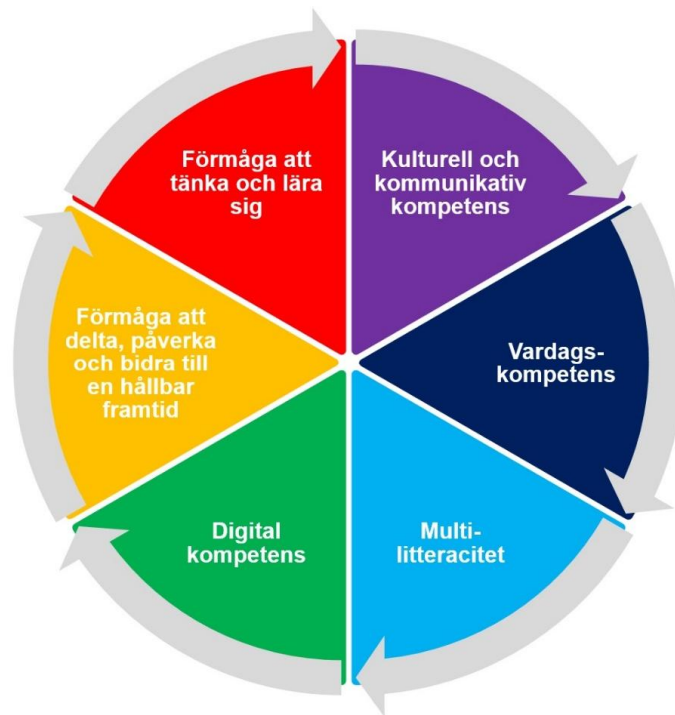 Förmåga att
tänka och lära
sig
Kulturell och
kommunikativ
kompetens
Vardags-
kompetens
Multi-
litteracitet
Digital
kompetens
Förmåga att
delta, påverka
och bidra till
en hållbar
framtid